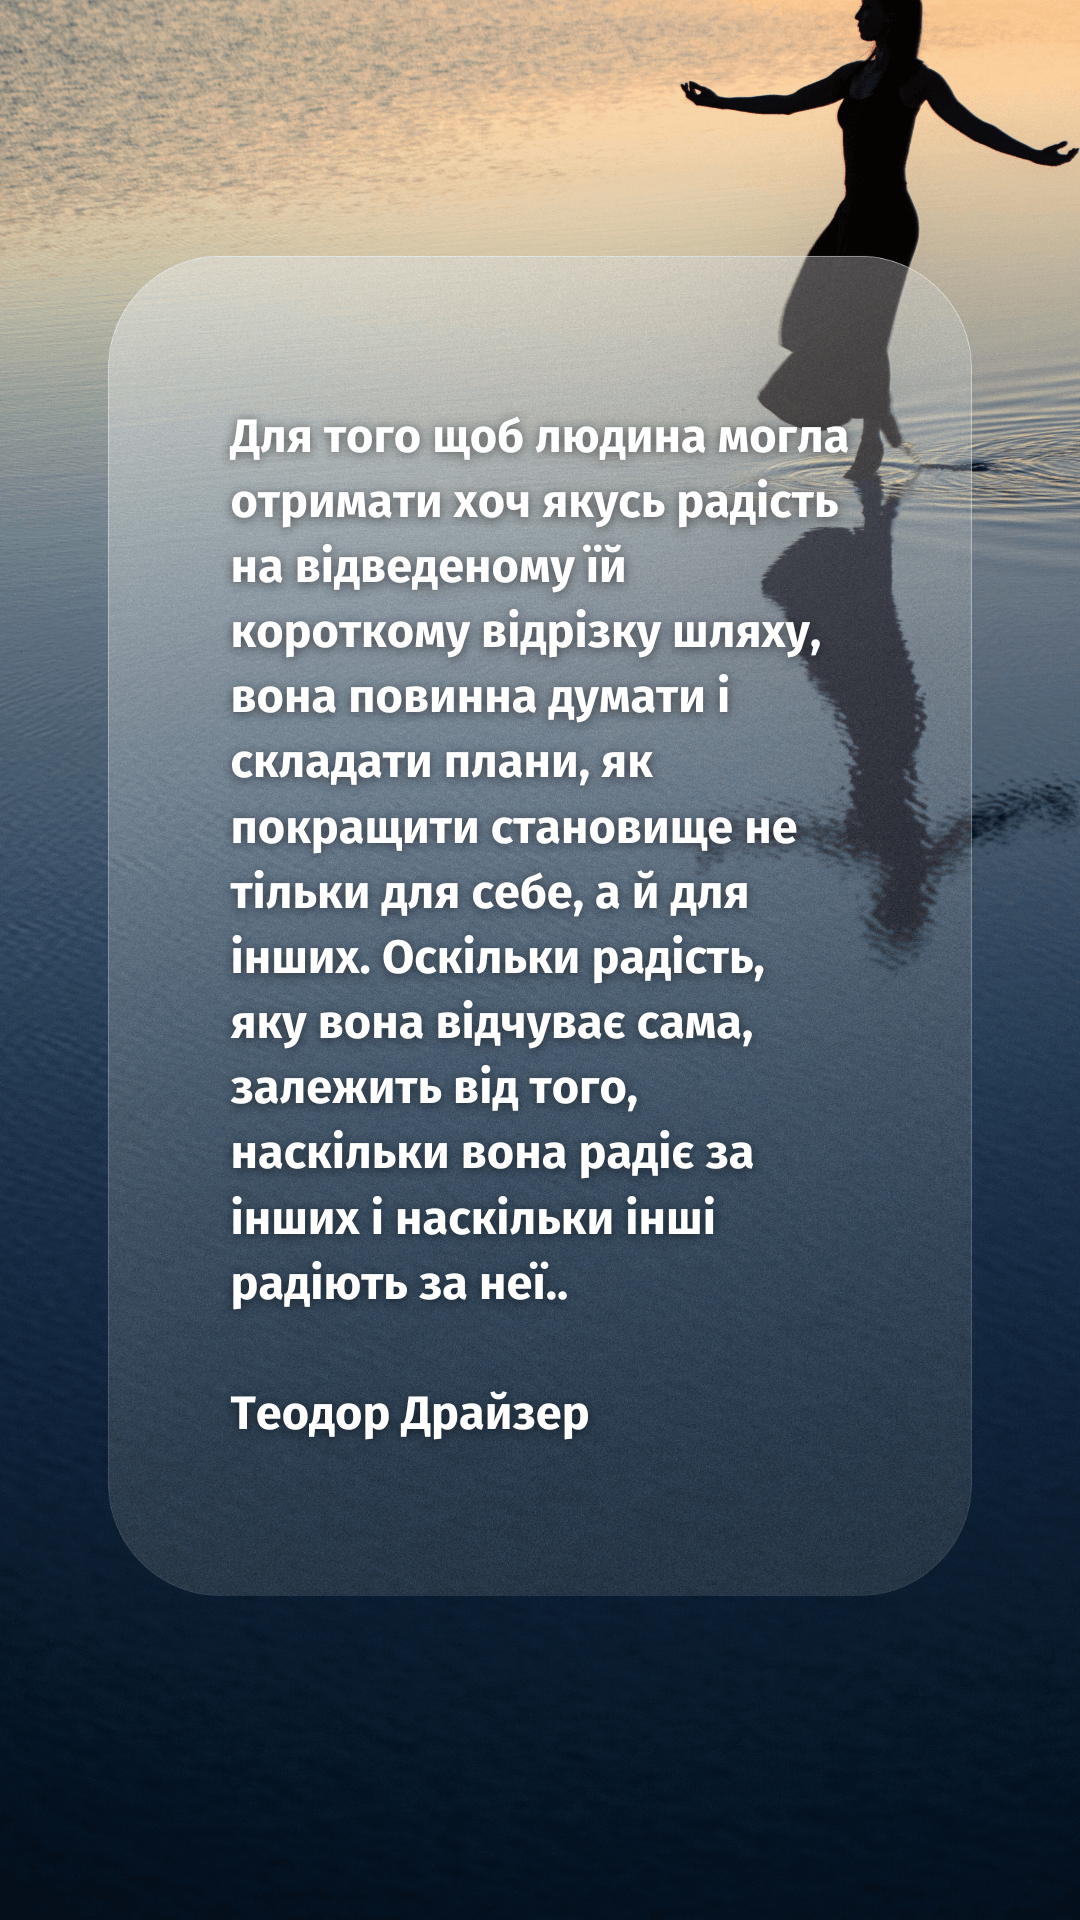 Для того щоб людина могла
отримати хоч якусь радість
на відведеному їй
короткому відрізку шляху,
вона повинна думати і
складати плани, як
покращити становище не
тільки для себе, а й для
інших. Оскільки радість,
яку вона відчуває сама,
залежить від того,
наскільки вона радіє за
інших і наскільки інші
радіють за неї..
Теодор Драйзер